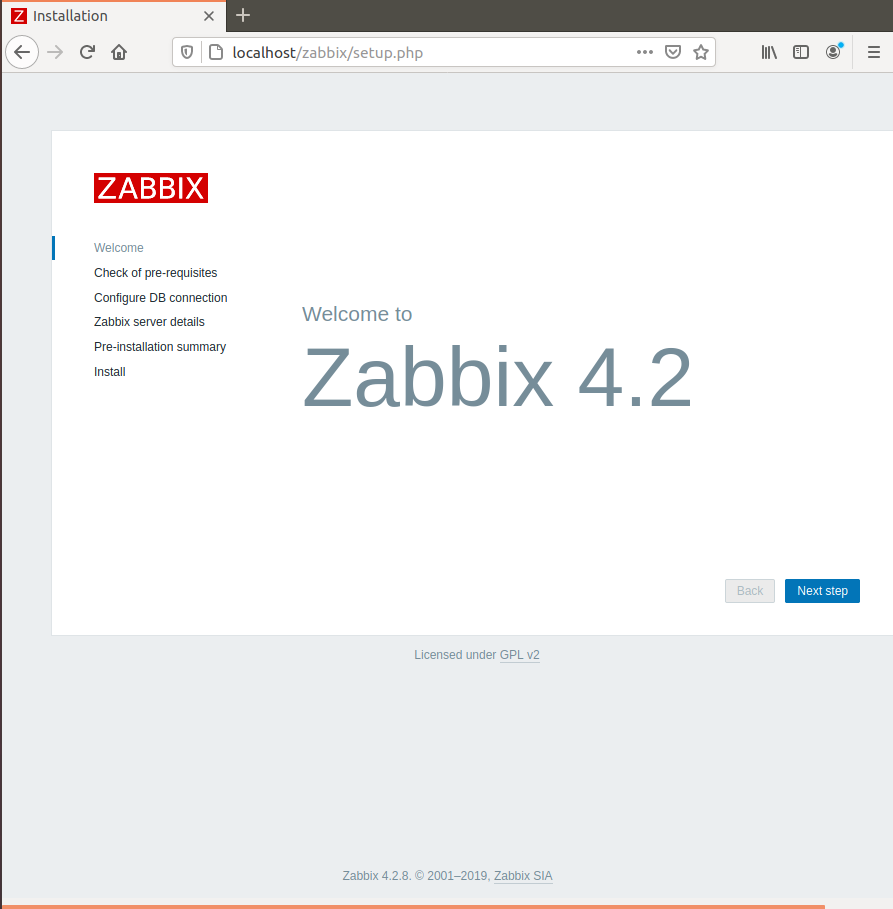 Z Installation
localhost/zabbix/setup.php
ZABBIX
Welcome
Check of pre-requisites
Configure DB connection
Zabbix server details
Pre-installation summary
Install
Welcome to
Zabbix 4.2
Back Next step
Licensed under GPL v2
Zabbix 4.2.8. © 2001–2019, Zabbix SIA